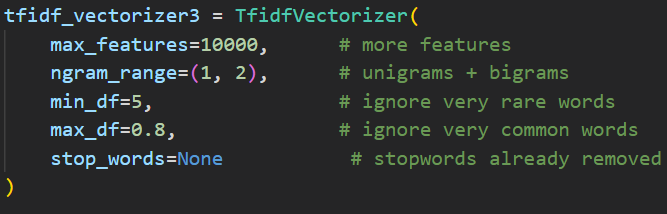 tfidf_vectorizer3 = TfidfVectorizer(
    max_features=10000,      # more features
    ngram_range=(1, 2),      # unigrams + bigrams
    min_df=5,                # ignore very rare words
    max_df=0.8,              # ignore very common words
    stop_words=None           # stopwords already removed
)